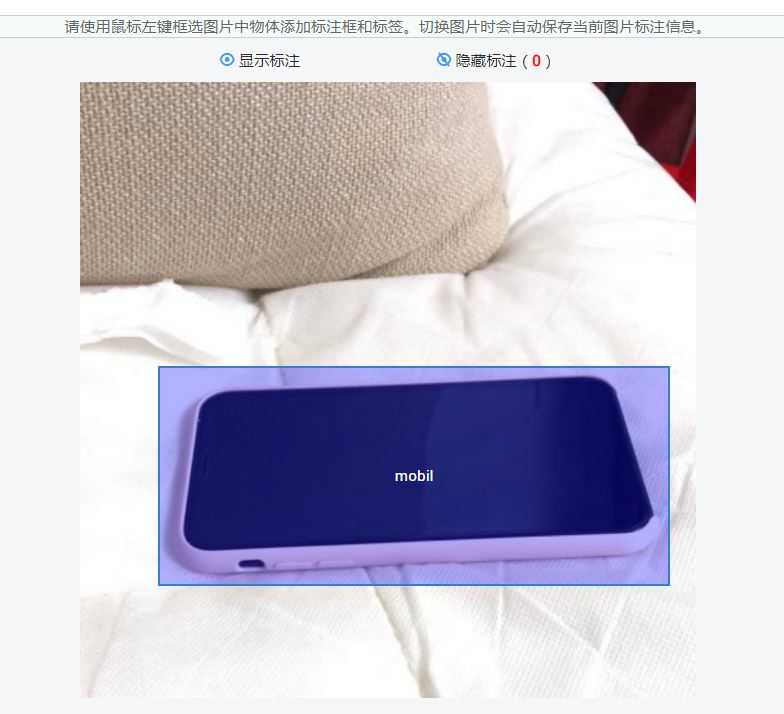 请使用鼠标左键框选图片中物体添加标注框和标签。切换图片时会自动保存当前图片标注信息。
显示标注 隐藏标注 ( 0 )
mobil